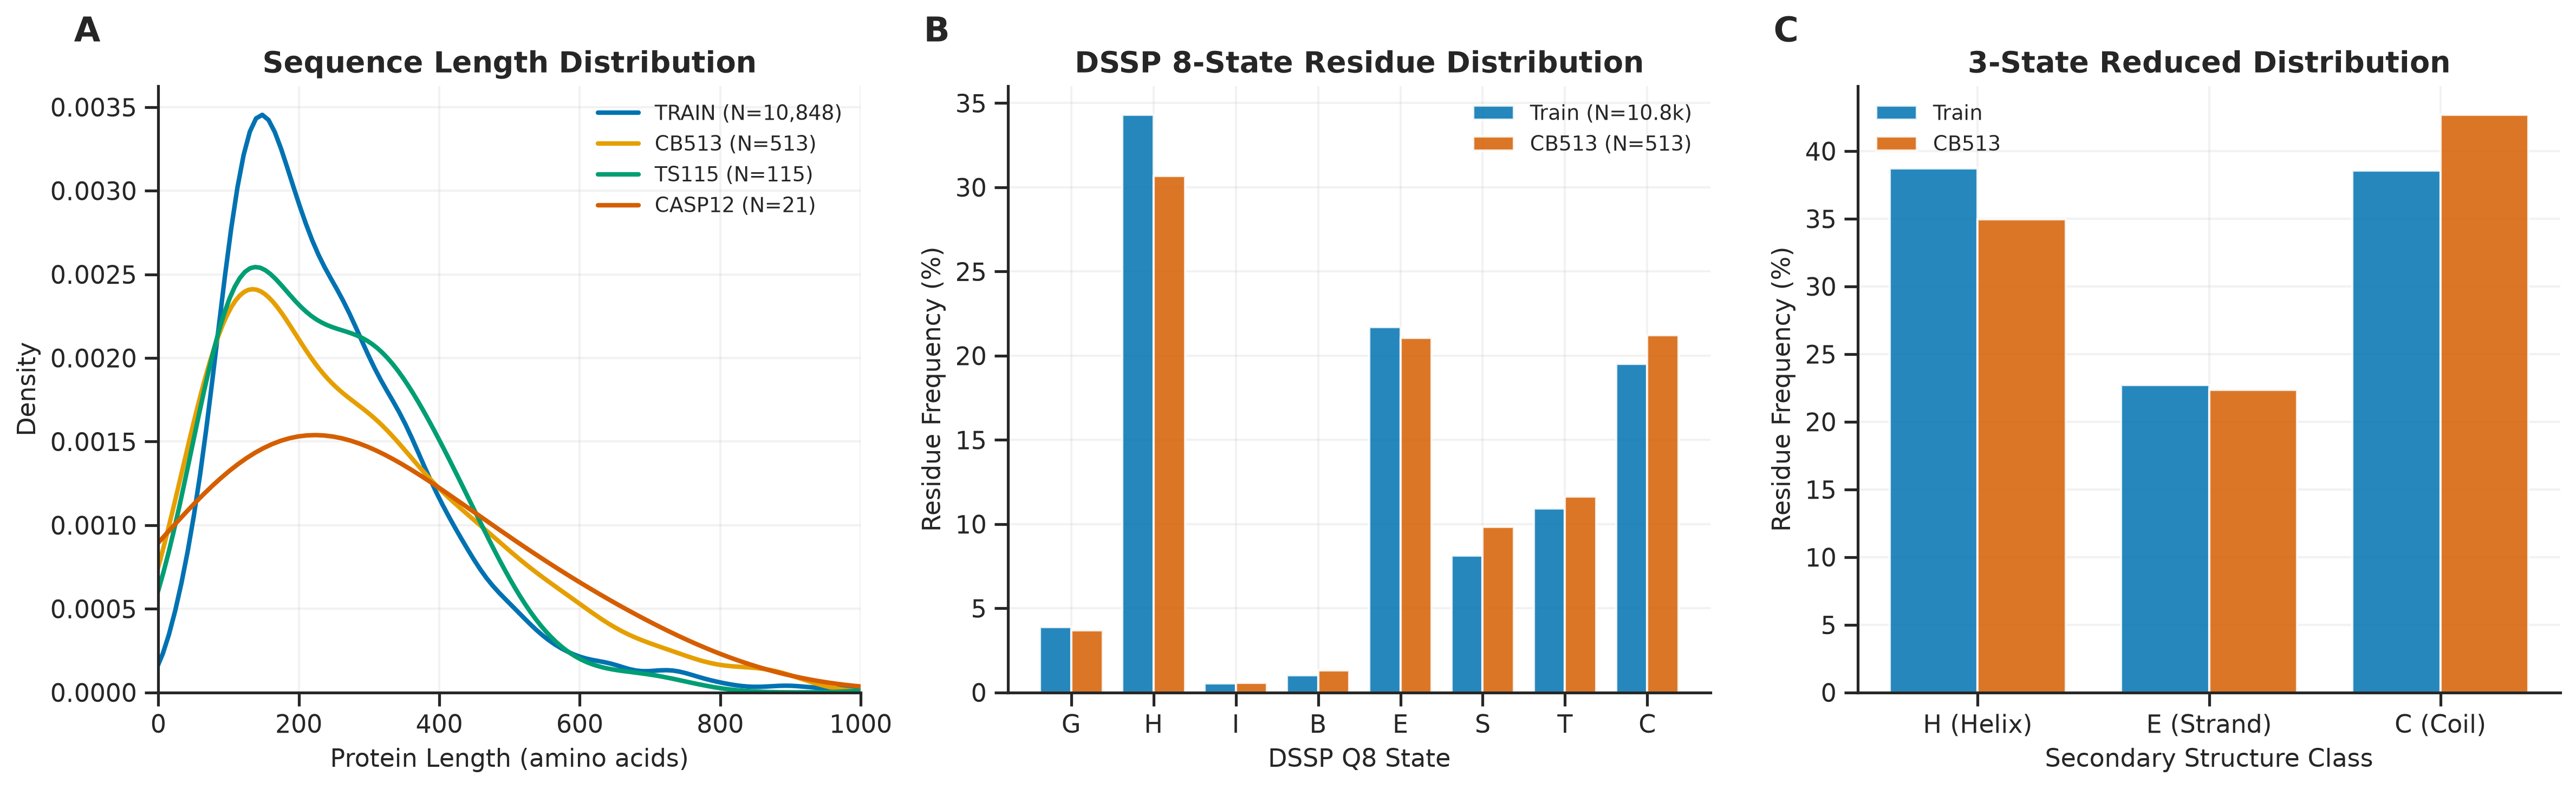 A
Sequence Length Distribution
0.0035
0.0030
0.0025
0.0020
0.0015
0.0010
0.0005
0.0000
Density
0 200 400 600 800 1000
Protein Length (amino acids)
TRAIN (N=10,848)
CB513 (N=513)
TS115 (N=115)
CASP12 (N=21)
B
DSSP 8-State Residue Distribution
35
30
25
20
15
10
5
0
Residue Frequency (%)
G H I B E S T C
DSSP Q8 State
Train (N=10.8k)
CB513 (N=513)
C
3-State Reduced Distribution
Train
CB513
40
35
30
25
20
15
10
5
0
Residue Frequency (%)
H (Helix) E (Strand) C (Coil)
Secondary Structure Class